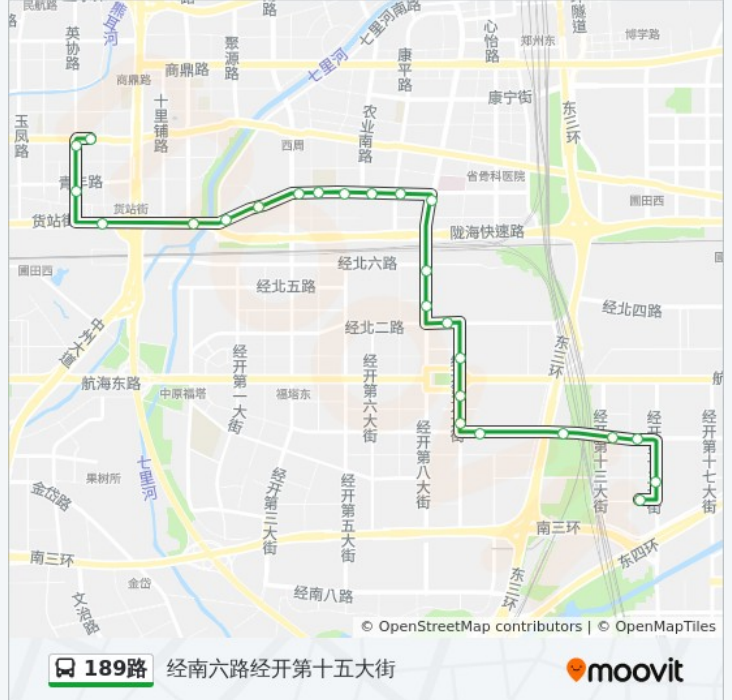 民航路
熊耳河
路
英协路
聚源路
七里河南路
心怡路
郑州东
隧道
博学路
商鼎路
商鼎路
七里河
康平路
康宁街
玉凤路
十里铺路
农业南路
东三环
西周
省骨科医院
圃田西
货站街
货站街
陇海快速路
圃田西
经北六路
圃
经北五路
经北四路
经北二路
中州大道
东三环
航海东路
中原福塔
经开第一大街
福塔东
经开第六大街
航
经开第八大街
经开第十三大街
经开第十七大街
七里河
果树所
金岱路
经开第三大街
经开第五大街
南三环
南三环
东四环
金岱
经南八路
东三环
文治路
© OpenStreetMap contributors | © OpenMapTiles
189路 经南六路经开第十五大街
moovit